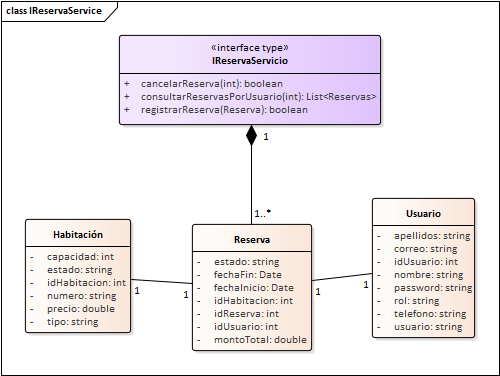 class IReservaService
«interface type»
IReservaServicio
+ cancelarReserva(int): boolean
+ consultarReservasPorUsuario(int): List<Reservas>
+ registrarReserva(Reserva): boolean
1
1..*
Habitación
- capacidad: int
- estado: string
- idHabitacion: int
- numero: string
- precio: double
- tipo: string
1
1
Reserva
- estado: string
- fechaFin: Date
- fechaInicio: Date
- idHabitacion: int
- idReserva: int
- idUsuario: int
- montoTotal: double
1
1
Usuario
- apellidos: string
- correo: string
- idUsuario: int
- nombre: string
- password: string
- rol: string
- telefono: string
- usuario: string